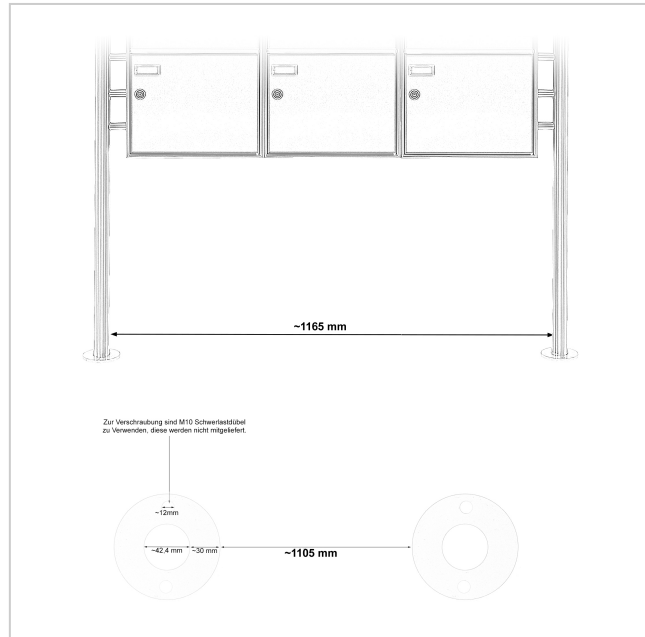 ~1165 mm
Zur Verschraubung sind M10 Schwerlastdübel
zu Verwenden, diese werden nicht mitgeliefert.
~12mm
~42,4 mm
~30 mm
~1105 mm